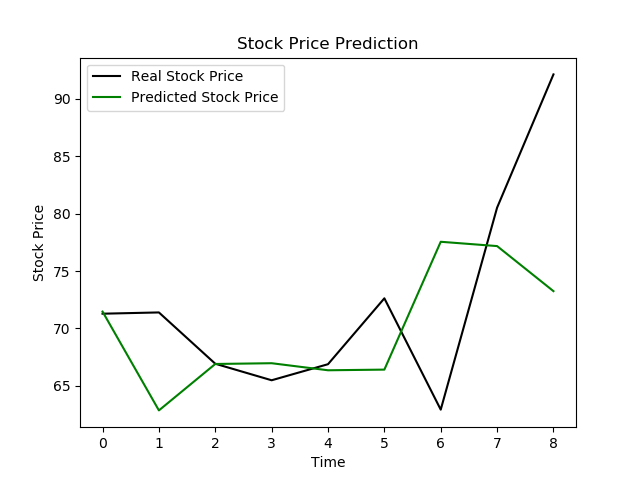 Stock Price Prediction
Real Stock Price
Predicted Stock Price
Stock Price
90
85
80
75
70
65
0 1 2 3 4 5 6 7 8
Time